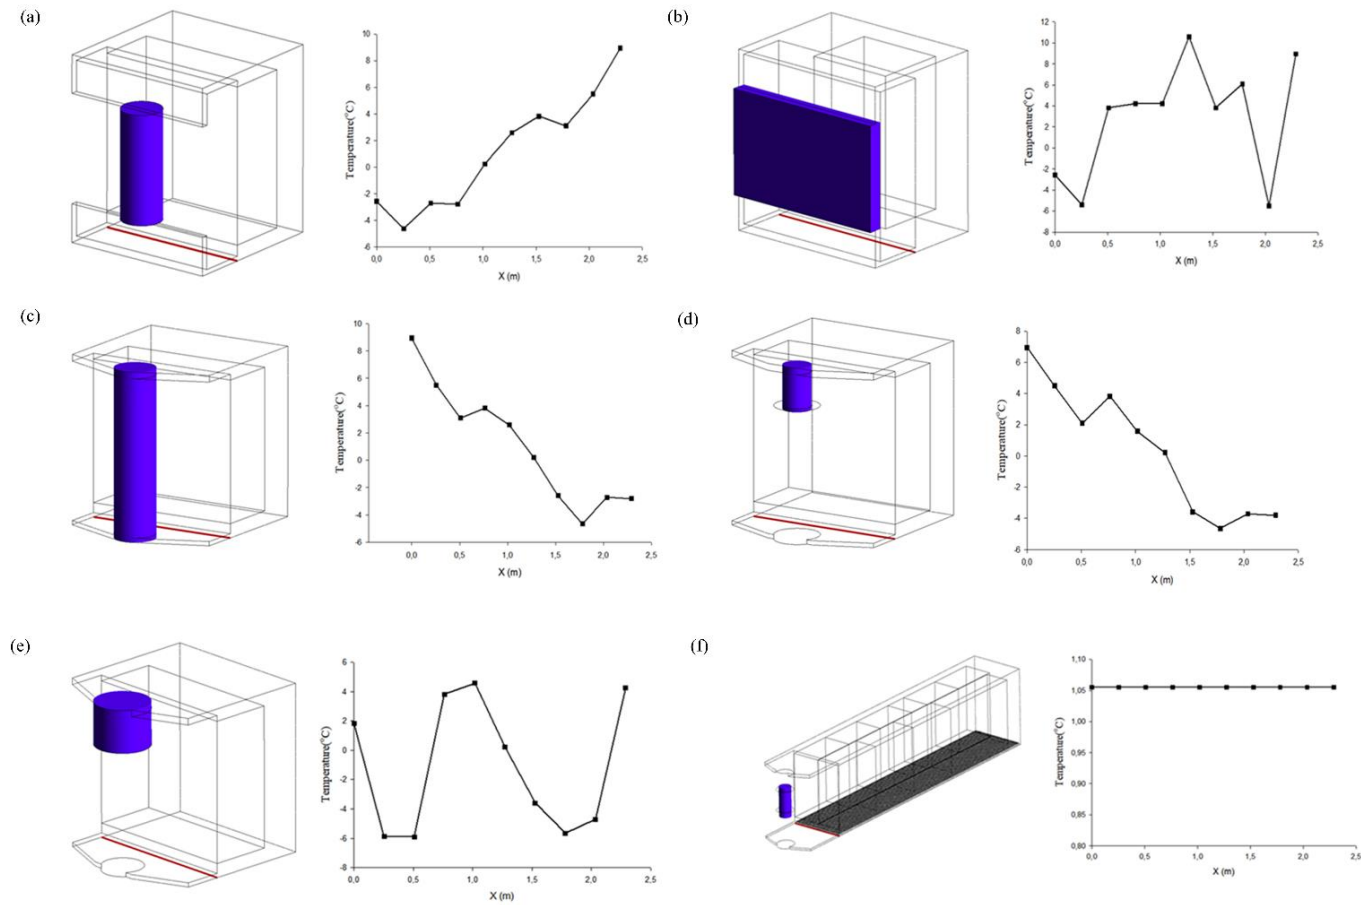 (a)
10
8
6
4
2
0
-2
-4
-6
0,0 0,5 1,0 1,5 2,0 2,5
Temperature(°C)
X (m)
(b)
12
10
8
6
4
2
0
-2
-4
-6
-8
0,0 0,5 1,0 1,5 2,0 2,5
Temperature(°C)
X (m)
(c)
10
8
6
4
2
0
-2
-4
-6
0,0 0,5 1,0 1,5 2,0 2,5
Temperature(°C)
X (m)
(d)
8
6
4
2
0
-2
-4
-6
0,0 0,5 1,0 1,5 2,0 2,5
Temperature(°C)
X (m)
(e)
6
4
2
0
-2
-4
-6
-8
0,0 0,5 1,0 1,5 2,0 2,5
Temperature(°C)
X (m)
(f)
1,10
1,05
1,00
0,95
0,90
0,85
0,80
0,0 0,5 1,0 1,5 2,0 2,5
Temperature(°C)
X (m)